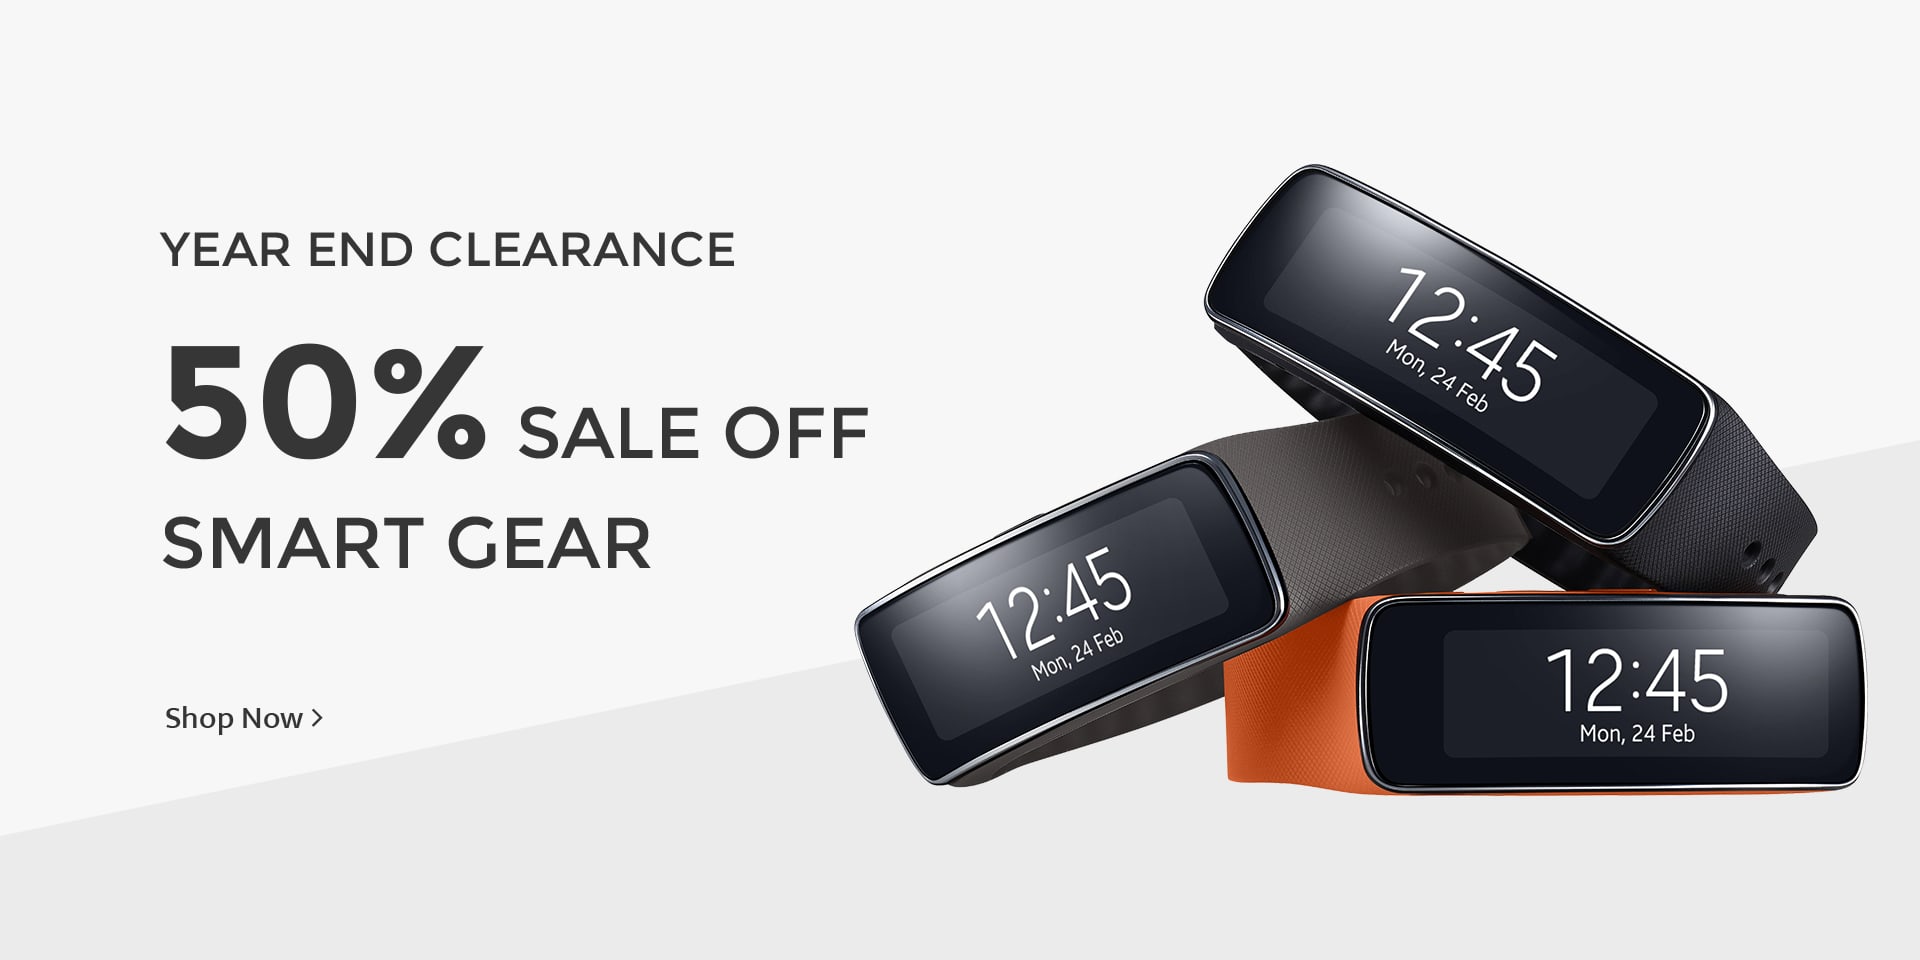 YEAR END CLEARANCE
50% SALE OFF
SMART GEAR
Shop Now >
12:45
Mon, 24 Feb
12:45
Mon, 24 Feb
12:45
Mon, 24 Feb